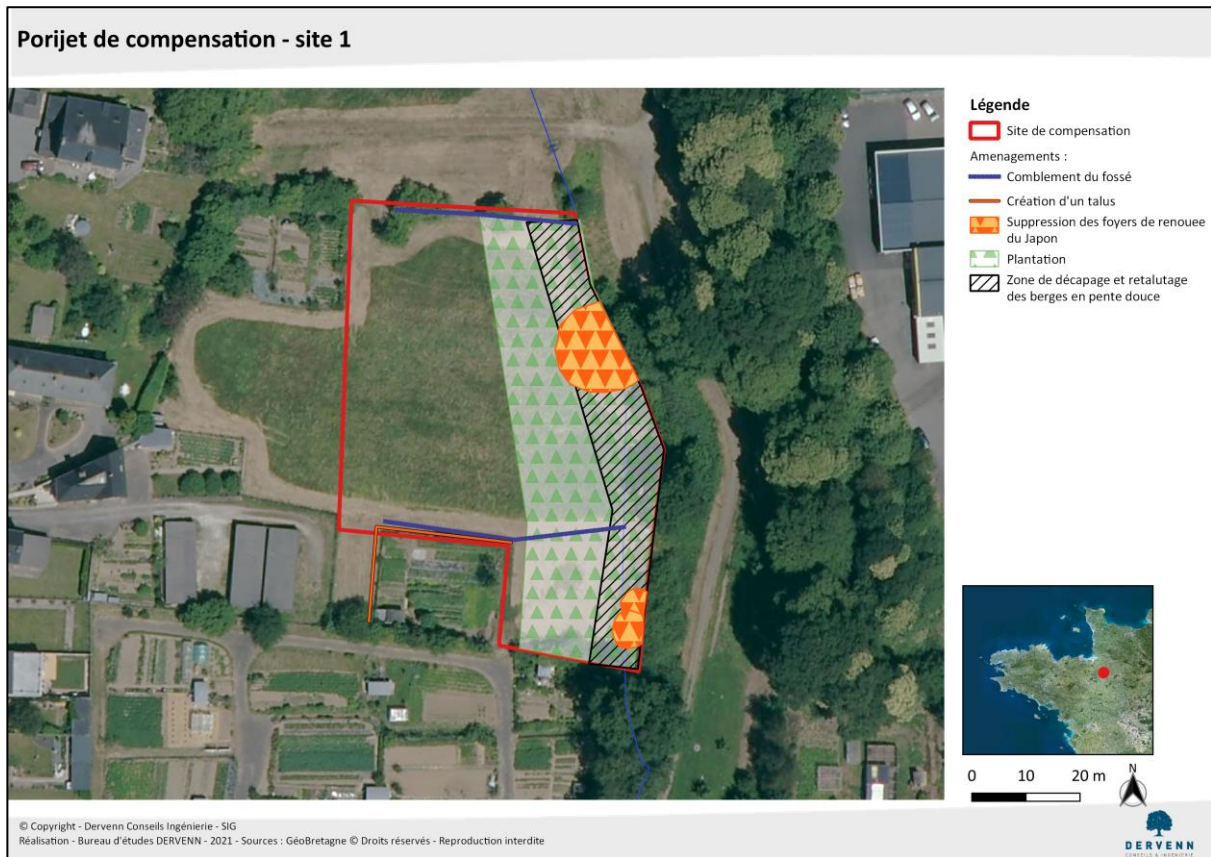 Porijet de compensation - site 1
Légende
Site de compensation
Amenagements :
Comblement du fossé
Création d'un talus
Suppression des foyers de renouee
du Japon
Plantation
Zone de décapage et retalutage
des berges en pente douce
0 10 20 m
N
© Copyright - Dervenn Conseils Ingénierie - SIG
Réalisation - Bureau d'études DERVENN - 2021 - Sources : GéoBretagne © Droits réservés - Reproduction interdite
DERVENN
CONSEILS & INGÉNIERIE